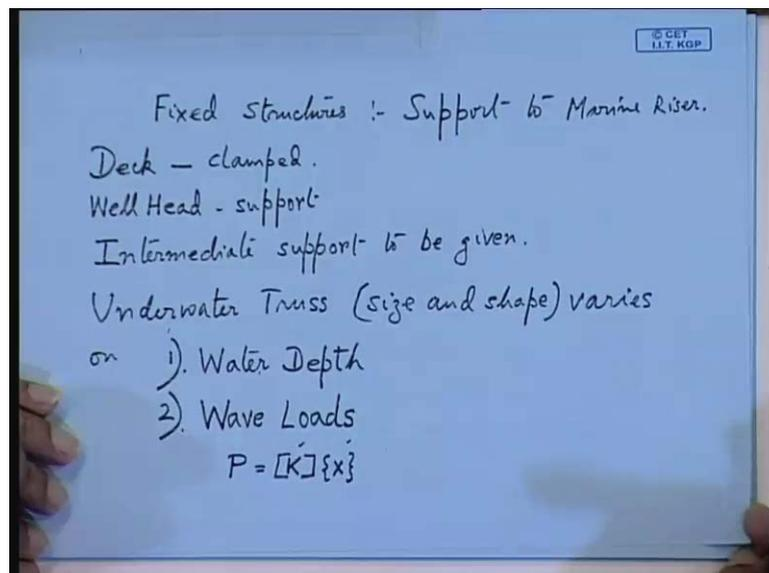 © CET
I.I.T. KGP
Fixed Structures :- Support to Marine Riser.
Deck – clamped.
Well Head - support
Intermediate support to be given.
Underwater Truss (size and shape) varies
on 1). Water Depth
2) Wave Loads
P = [K]{x}